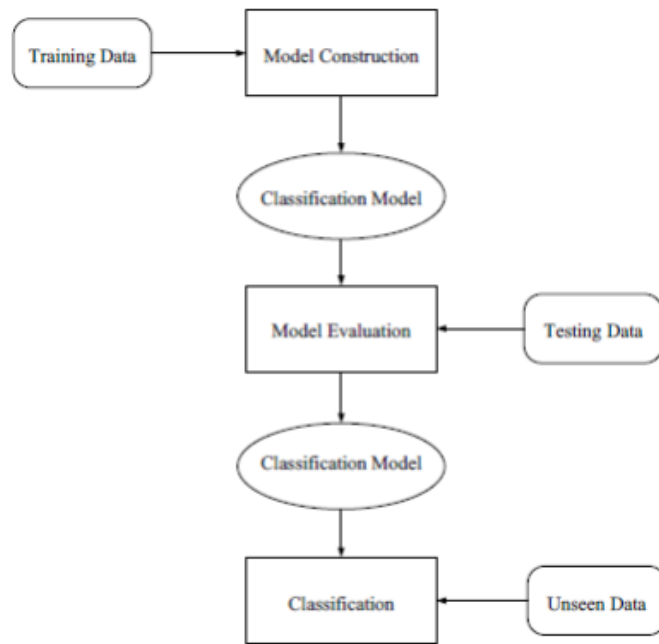 Training Data
Model Construction
Classification Model
Model Evaluation
Testing Data
Classification Model
Classification
Unseen Data